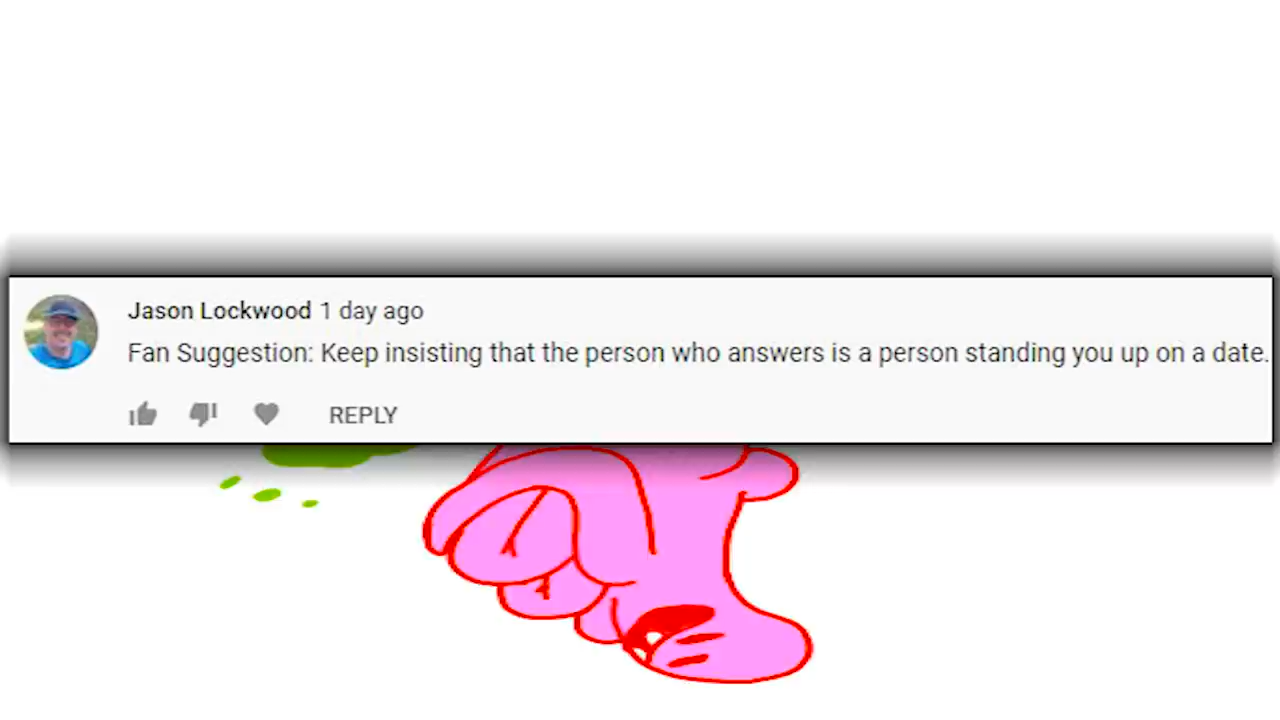 Jason Lockwood 1 day ago
Fan Suggestion: Keep insisting that the person who answers is a person standing you up on a date.
REPLY